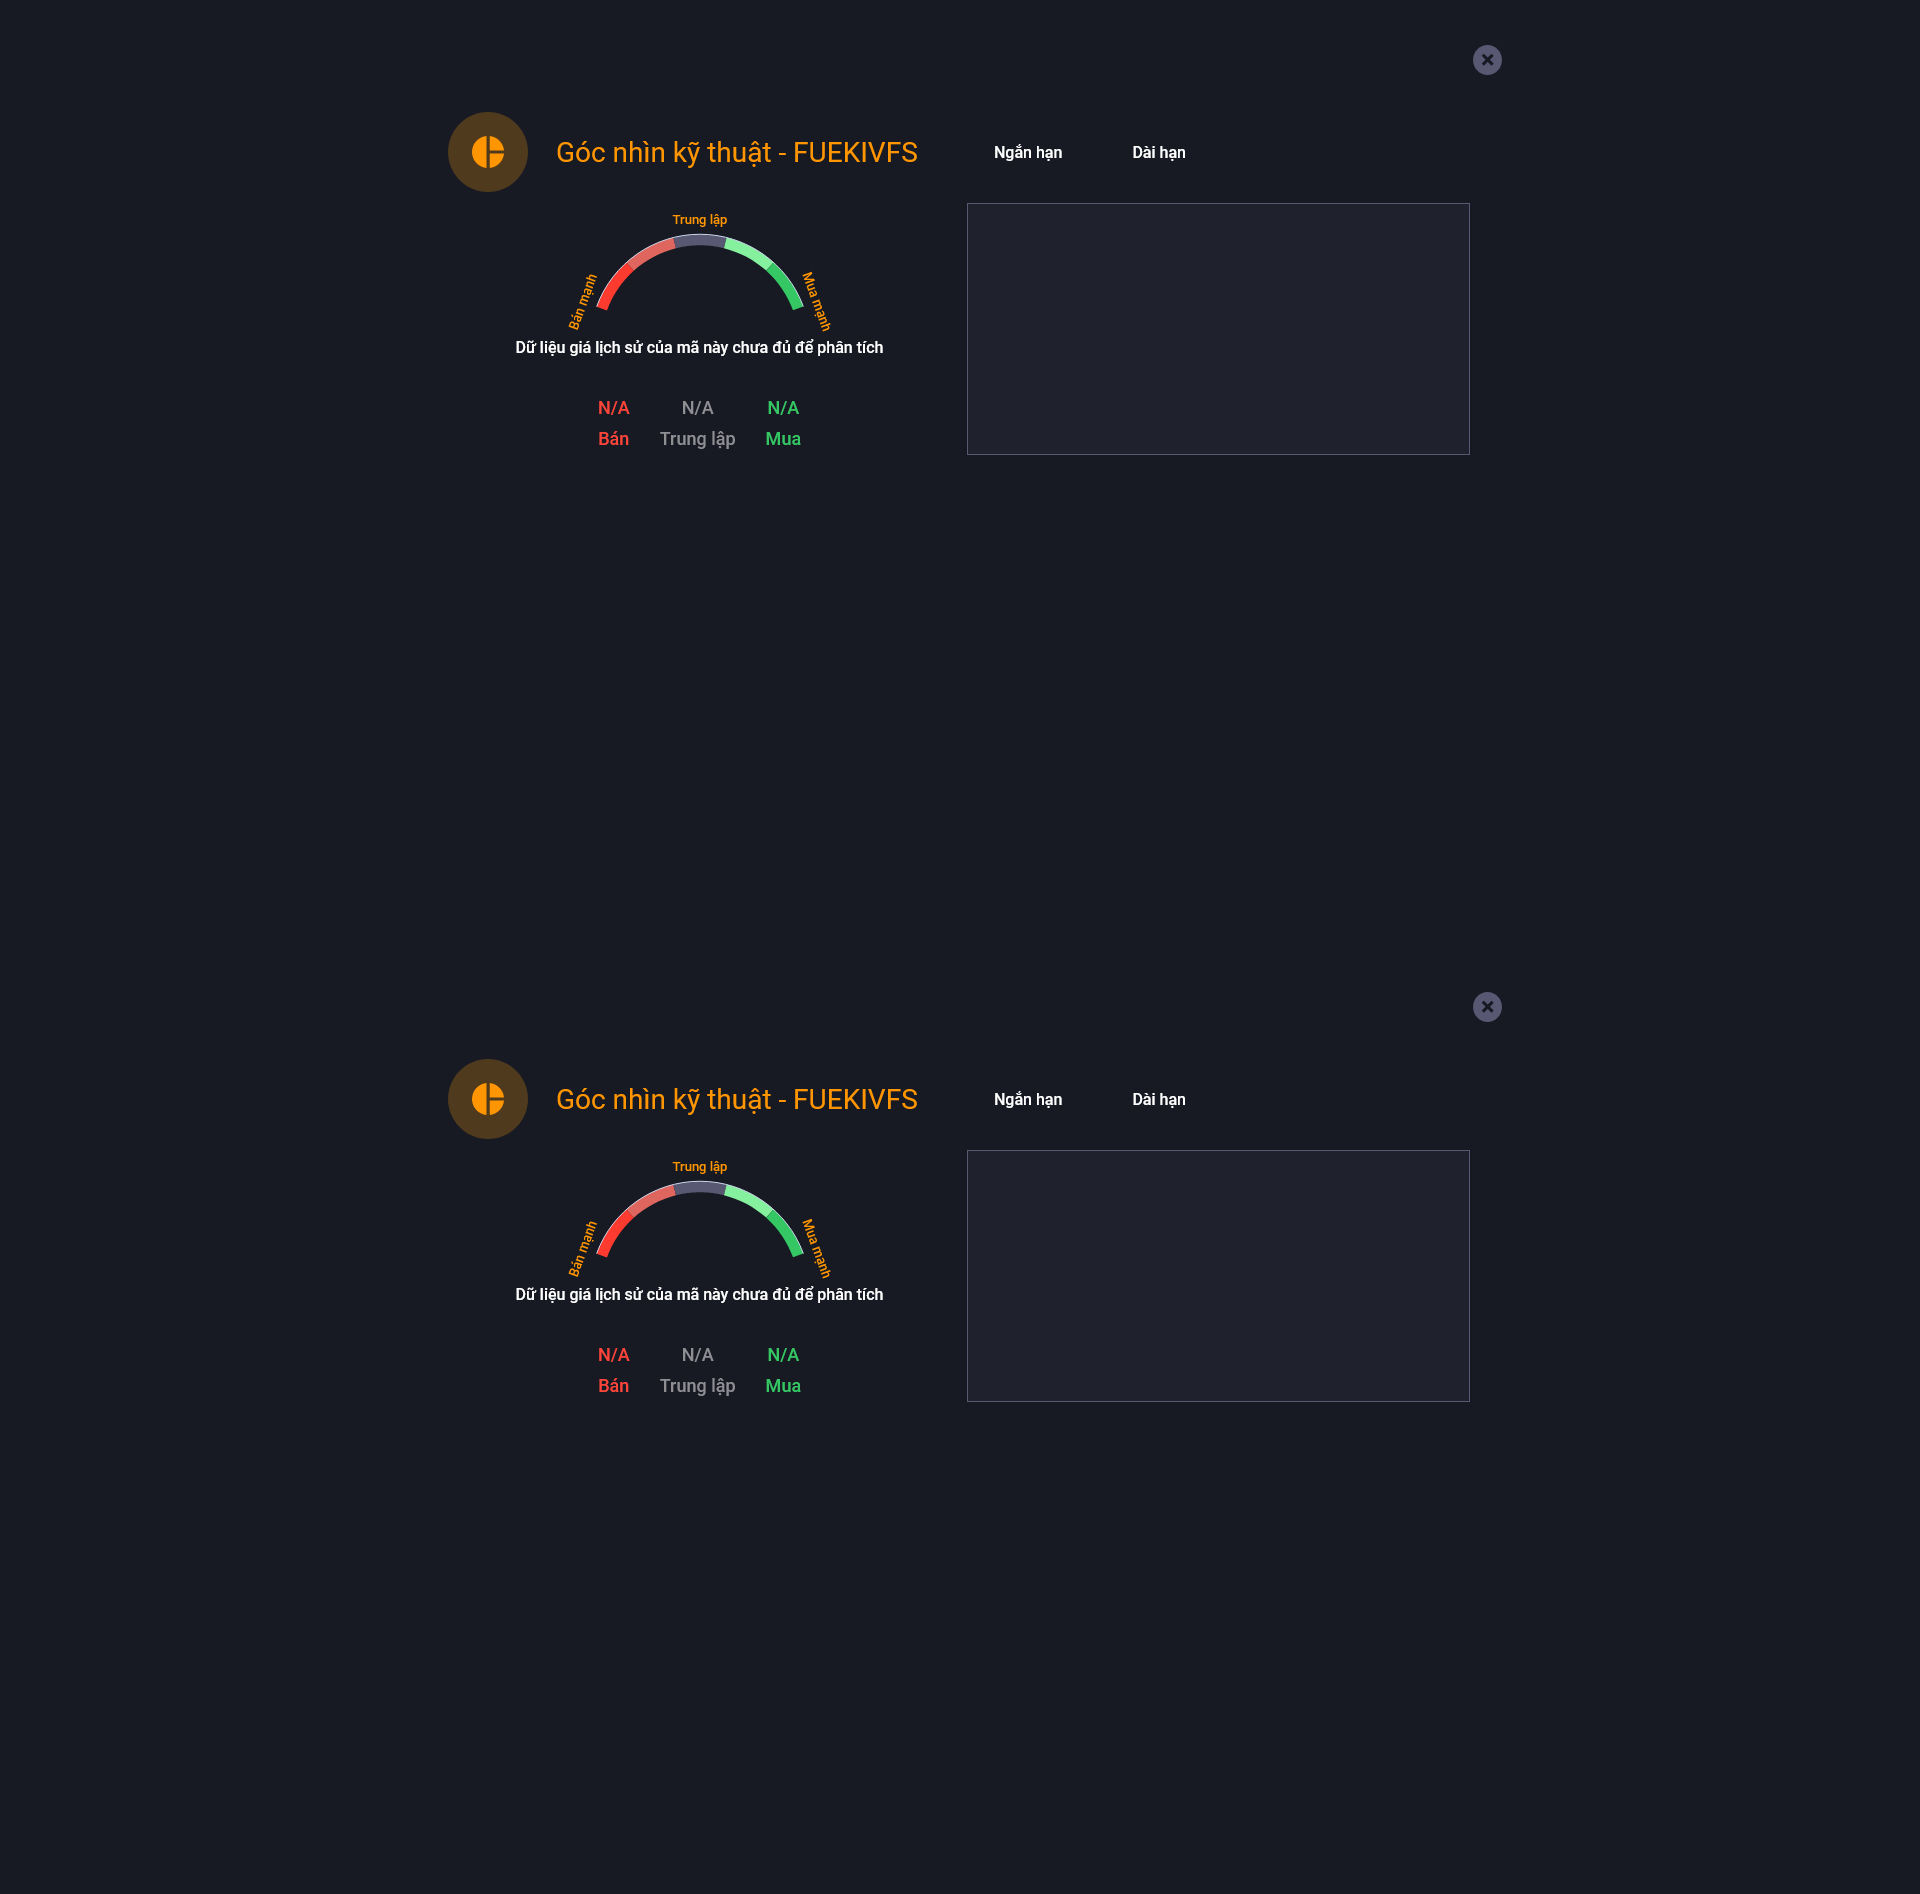 Góc nhìn kỹ thuật - FUEKIVFS
Ngắn hạn Dài hạn
Trung lập
Bán mạnh Mua mạnh
Dữ liệu giá lịch sử của mã này chưa đủ để phân tích
N/A N/A N/A
Bán Trung lập Mua
Góc nhìn kỹ thuật - FUEKIVFS
Ngắn hạn Dài hạn
Trung lập
Bán mạnh Mua mạnh
Dữ liệu giá lịch sử của mã này chưa đủ để phân tích
N/A N/A N/A
Bán Trung lập Mua